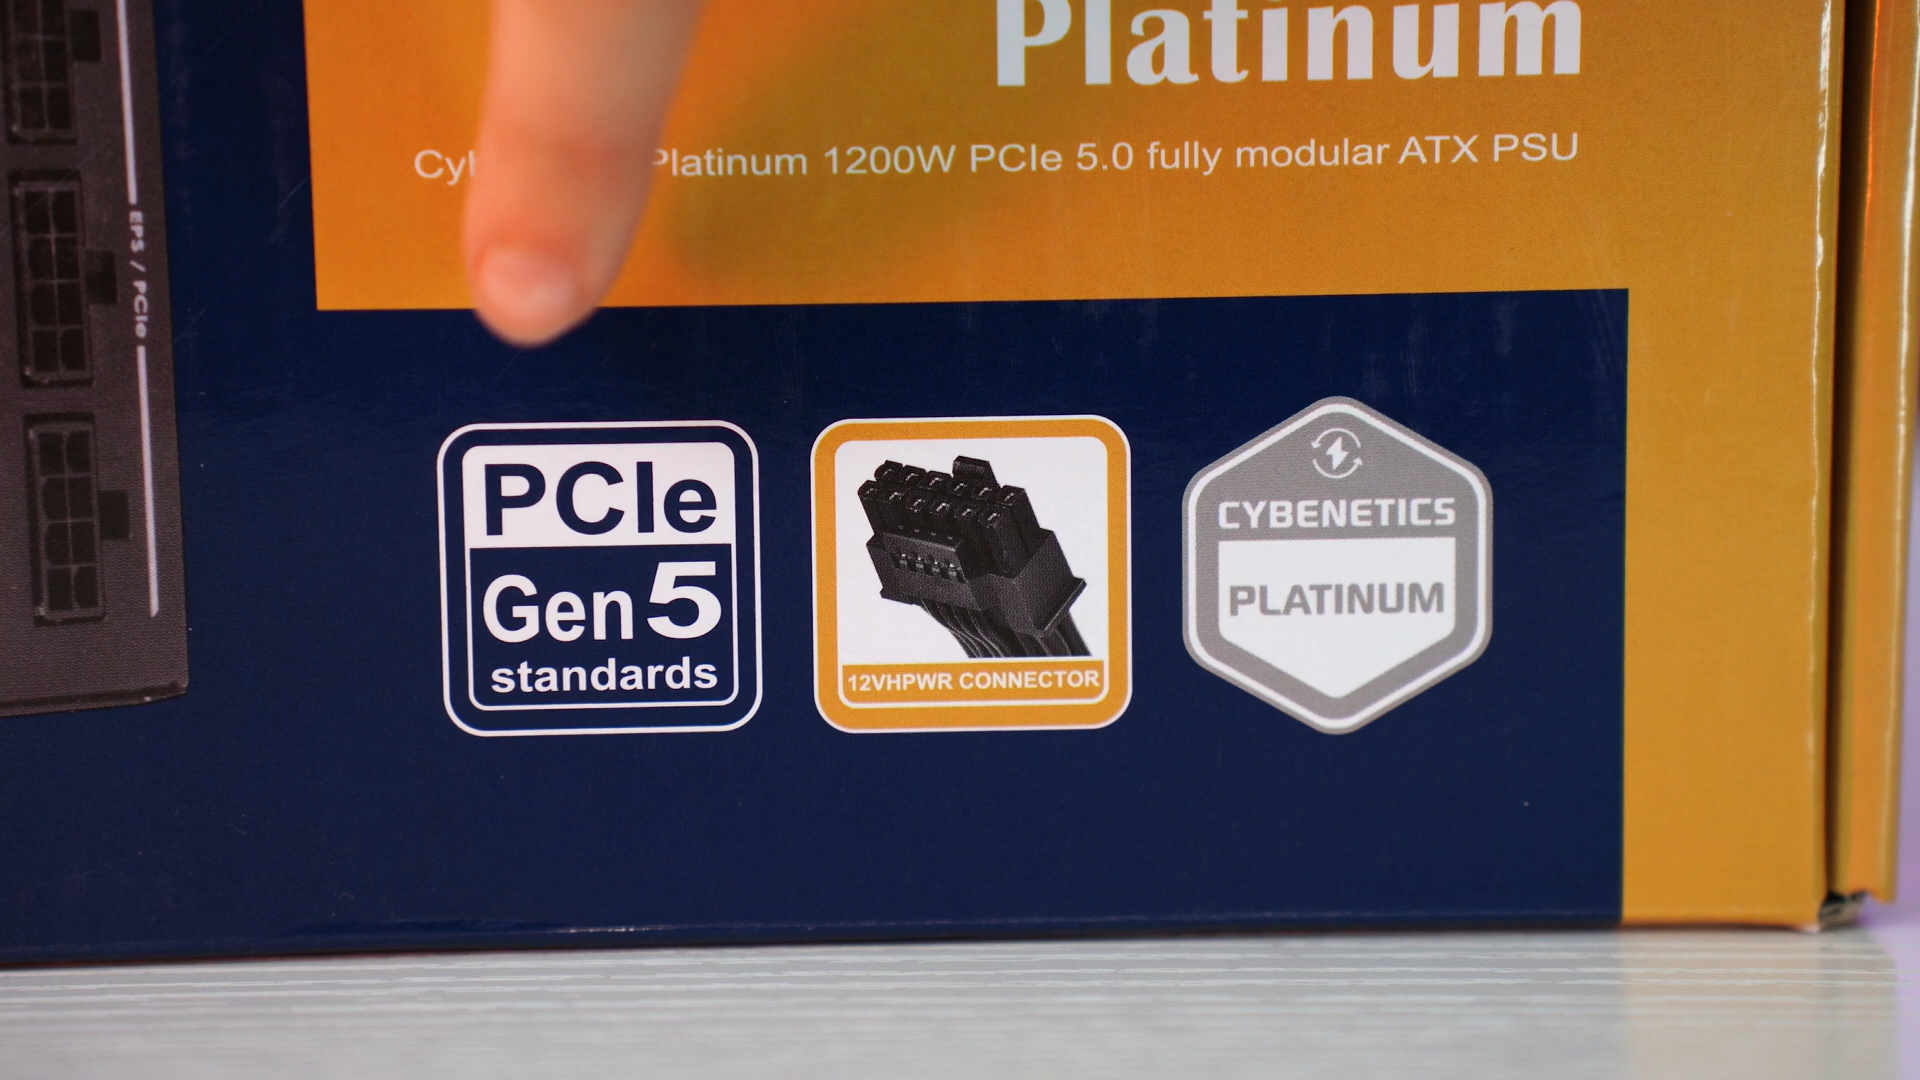 Platinum
Platinum 1200W PCIe 5.0 fully modular ATX PSU
EPS / PCIe
PCIe
Gen 5
standards
12VHPWR CONNECTOR
CYBENETICS
PLATINUM